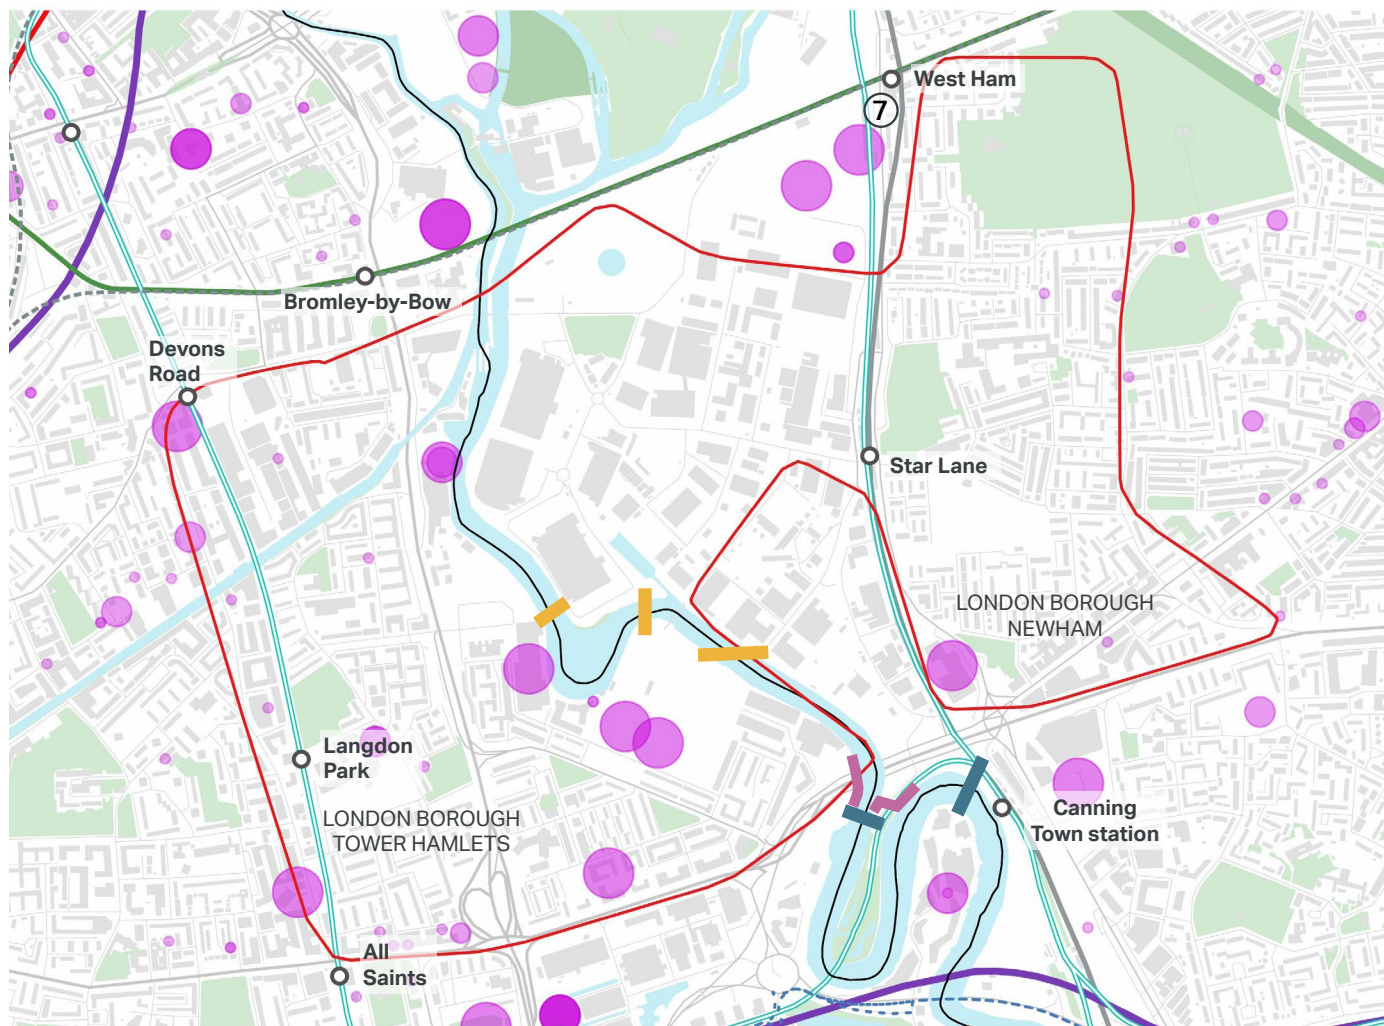 West Ham
7
Bromley-by-Bow
Devons
Road
Star Lane
LONDON BOROUGH
NEWHAM
Langdon
Park
LONDON BOROUGH
TOWER HAMLETS
Canning
Town station
All
Saints